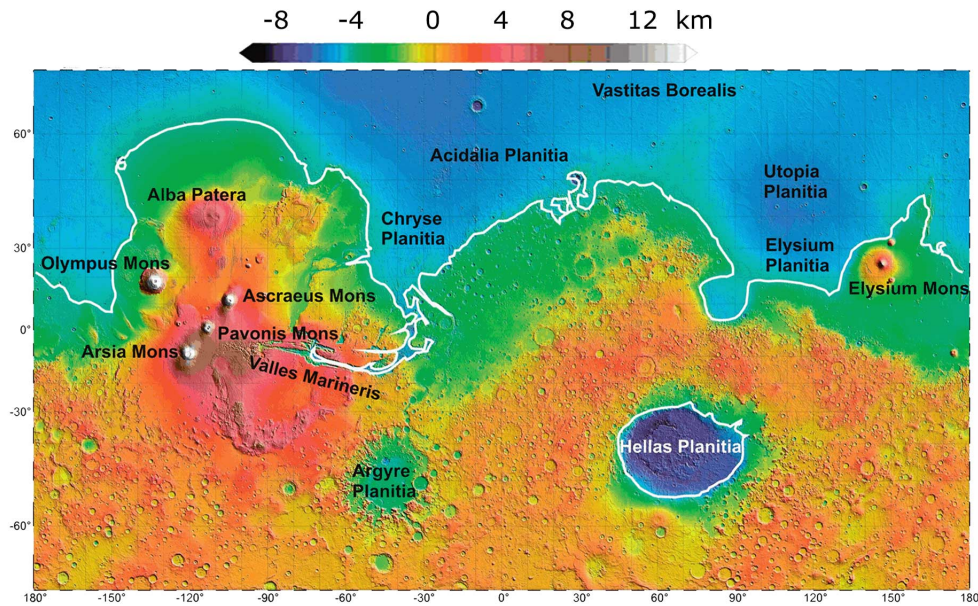 -8 -4 0 4 8 12 km
Vastitas Borealis
60°
Acidalia Planitia
Utopia
Planitia
Alba Patera
Chryse
Planitia
30°
Elysium
Planitia
Olympus Mons
Elysium Mons
Ascraeus Mons
0°
Pavonis Mons
Arsia Mons
Valles Marineris
-30°
Hellas Planitia
Argyre
Planitia
-60°
-180° -150° -120° -90° -60° -30° 0° 30° 60° 90° 120° 150° 180